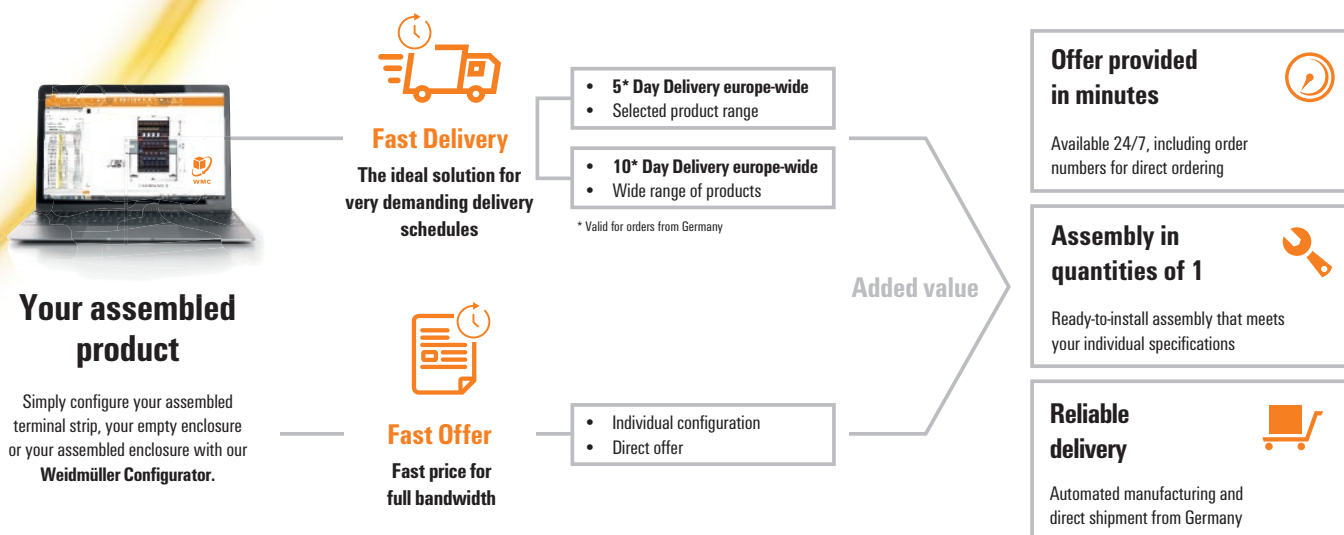 WMC
Your assembled
product
Simply configure your assembled
terminal strip, your empty enclosure
or your assembled enclosure with our
Weidmüller Configurator.
Fast Delivery
The ideal solution for
very demanding delivery
schedules
• 5* Day Delivery europe-wide
• Selected product range
• 10* Day Delivery europe-wide
• Wide range of products
* Valid for orders from Germany
Fast Offer
Fast price for
full bandwidth
• Individual configuration
• Direct offer
Added value
Offer provided
in minutes
Available 24/7, including order
numbers for direct ordering
Assembly in
quantities of 1
Ready-to-install assembly that meets
your individual specifications
Reliable
delivery
Automated manufacturing and
direct shipment from Germany